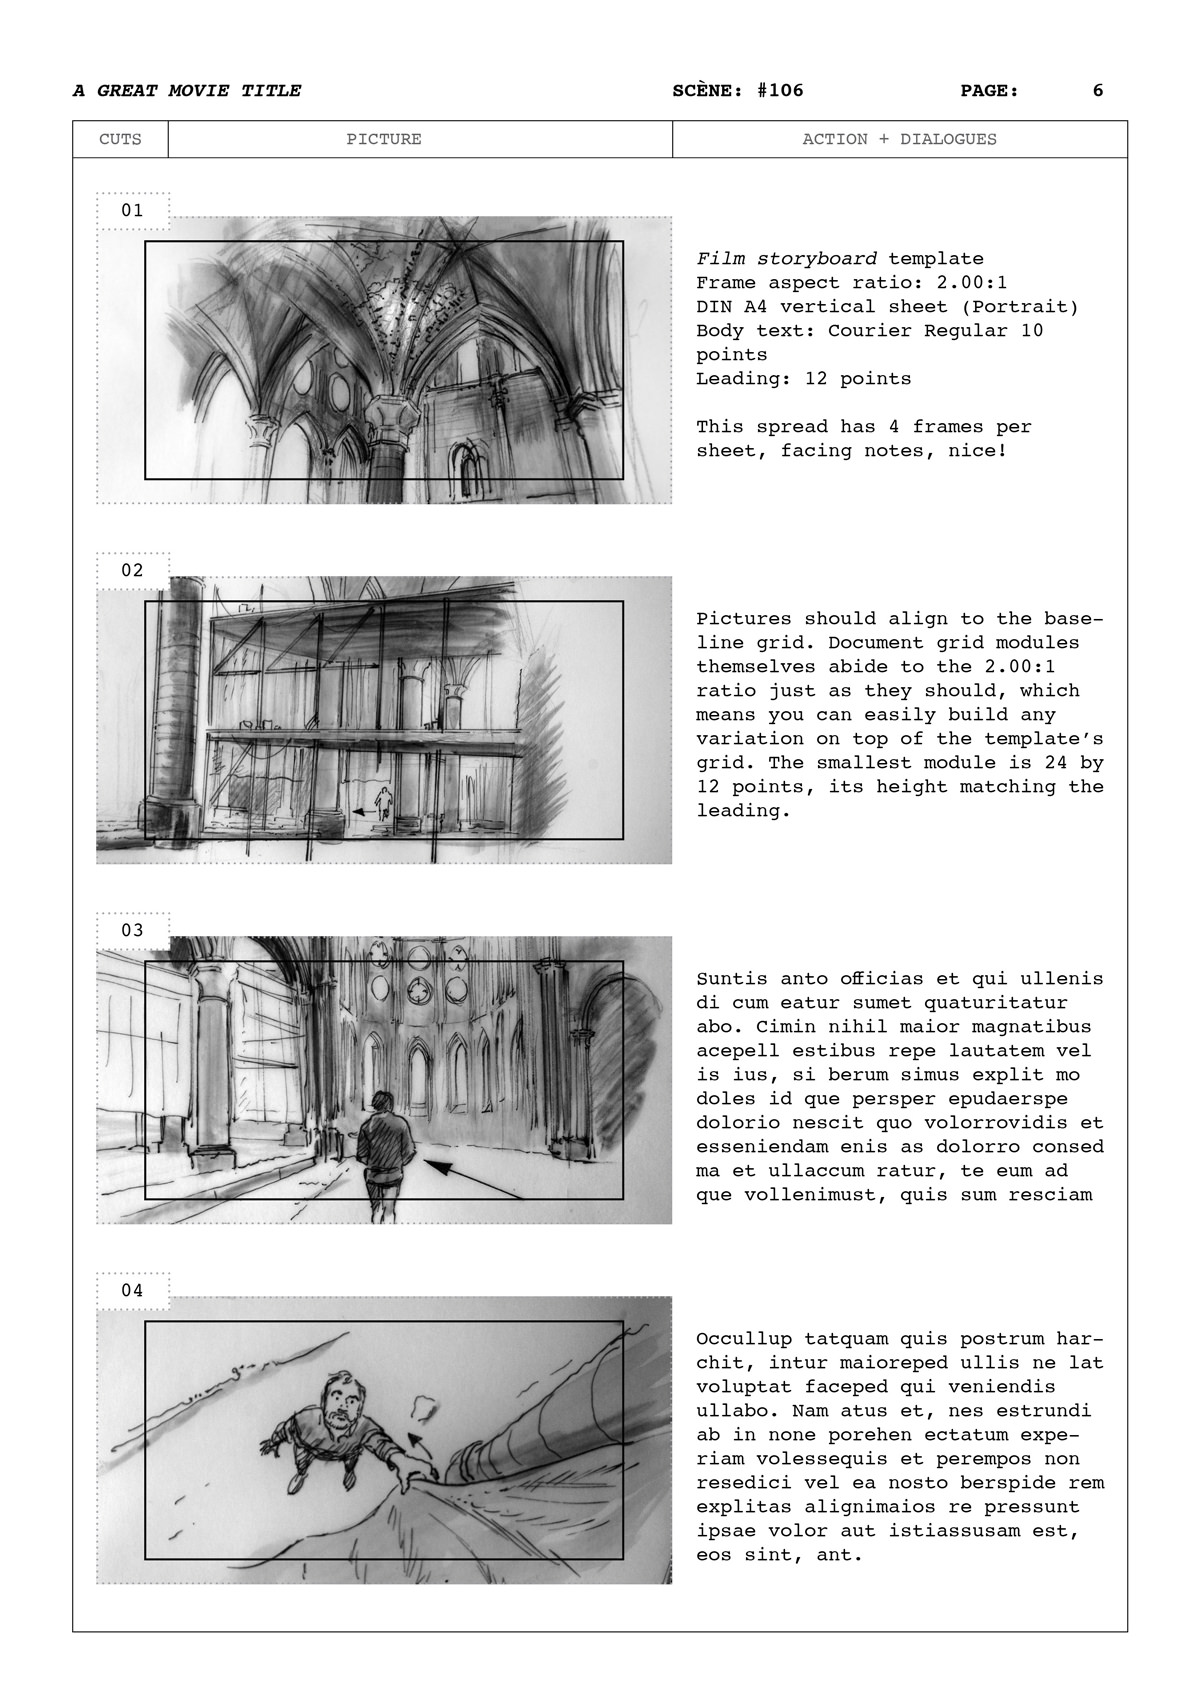 A GREAT MOVIE TITLE
SCÈNE: #106
PAGE: 6
CUTS
PICTURE
ACTION + DIALOGUES
01
Film storyboard template
Frame aspect ratio: 2.00:1
DIN A4 vertical sheet (Portrait)
Body text: Courier Regular 10
points
Leading: 12 points
This spread has 4 frames per
sheet, facing notes, nice!
02
Pictures should align to the base-
line grid. Document grid modules
themselves abide to the 2.00:1
ratio just as they should, which
means you can easily build any
variation on top of the template’s
grid. The smallest module is 24 by
12 points, its height matching the
leading.
03
Suntis anto officias et qui ullenis
di cum eatur sumet quaturitatur
abo. Cimin nihil maior magnatibus
acepell estibus repe lautatem vel
is ius, si berum simus explit mo
doles id que persper epudaerspe
dolorio nescit quo volorrovidis et
esseniendam enis as dolorro consed
ma et ullaccum ratur, te eum ad
que vollenimust, quis sum resciam
04
Occullup tatquam quis postrum har-
chit, intur maioreped ullis ne lat
voluptat faceped qui veniendis
ullabo. Nam atus et, nes estrundi
ab in none porehen ectatum expe-
riam volessequis et perempos non
resedici vel ea nosto berspide rem
explitas alignimaios re pressunt
ipsae volor aut istiassusam est,
eos sint, ant.